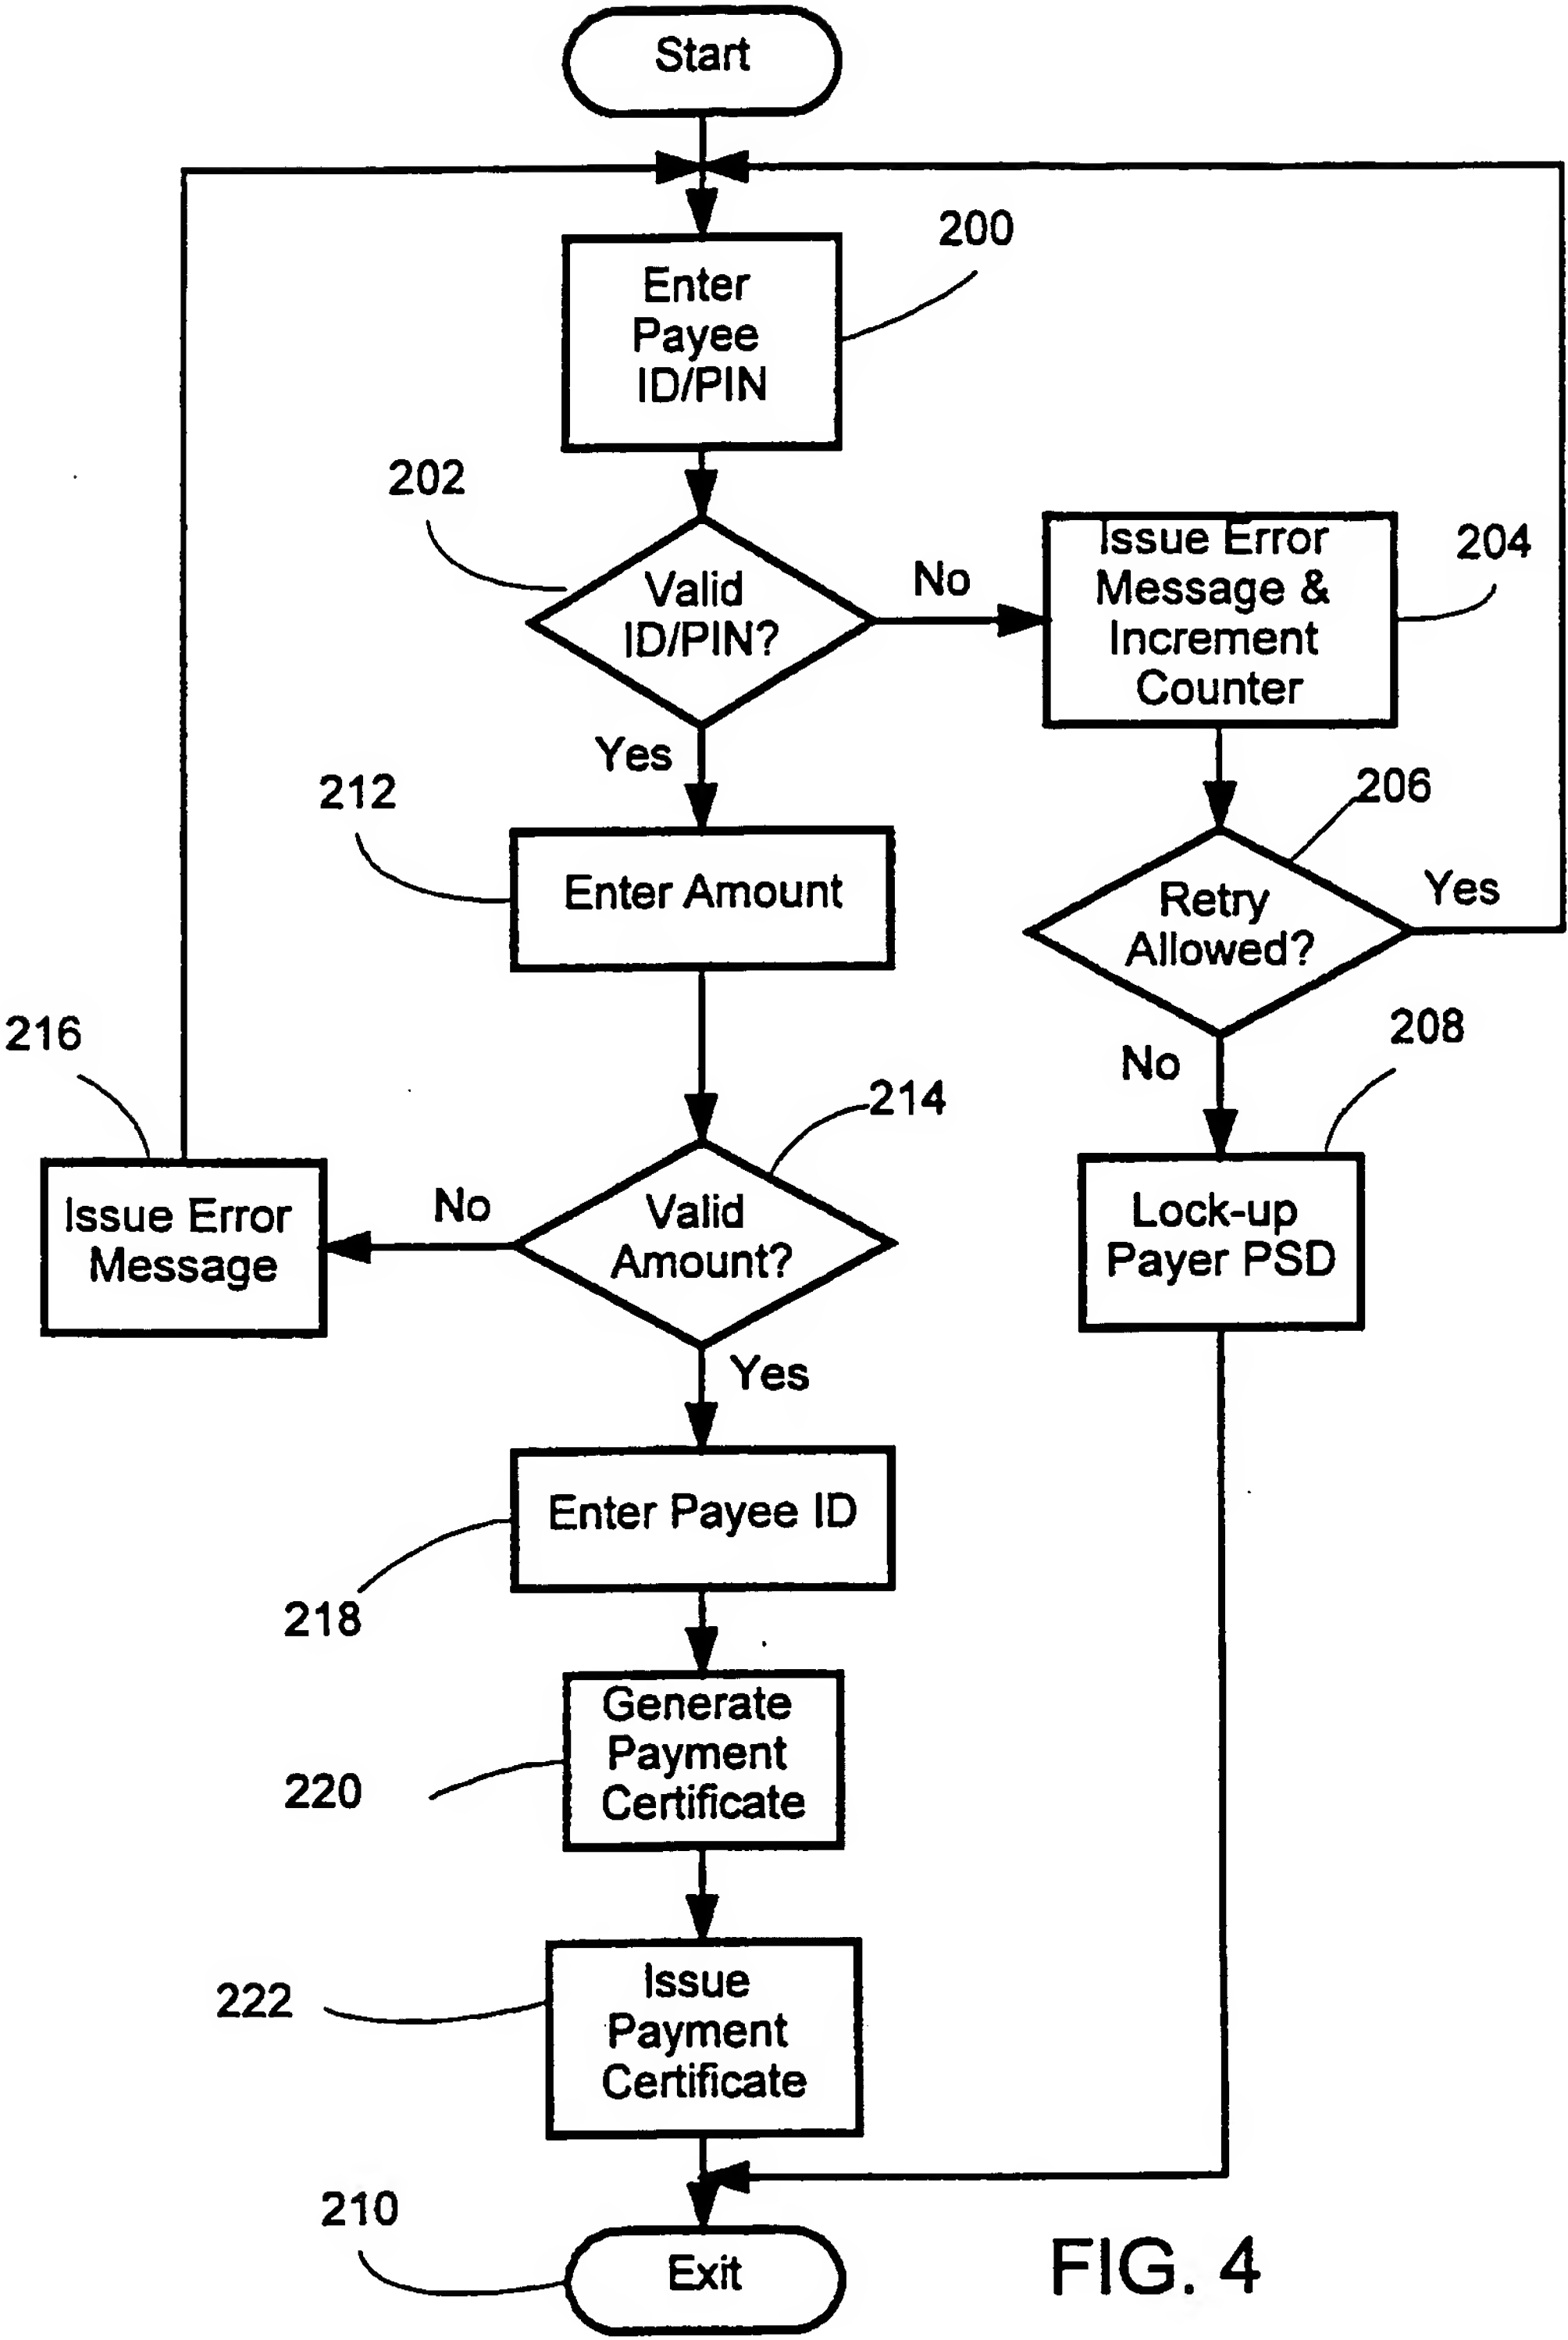 Start
200
Enter
Payee
ID/PIN
202
Valid
ID/PIN?
No
Issue Error
Message &
Increment
Counter
204
Yes
212
Enter Amount
206
Retry
Allowed?
Yes
No
208
Lock-up
Payer PSD
214
Valid
Amount?
No
216
Issue Error
Message
Yes
Enter Payee ID
218
Generate
Payment
Certificate
220
Issue
Payment
Certificate
222
210
Exit
FIG. 4